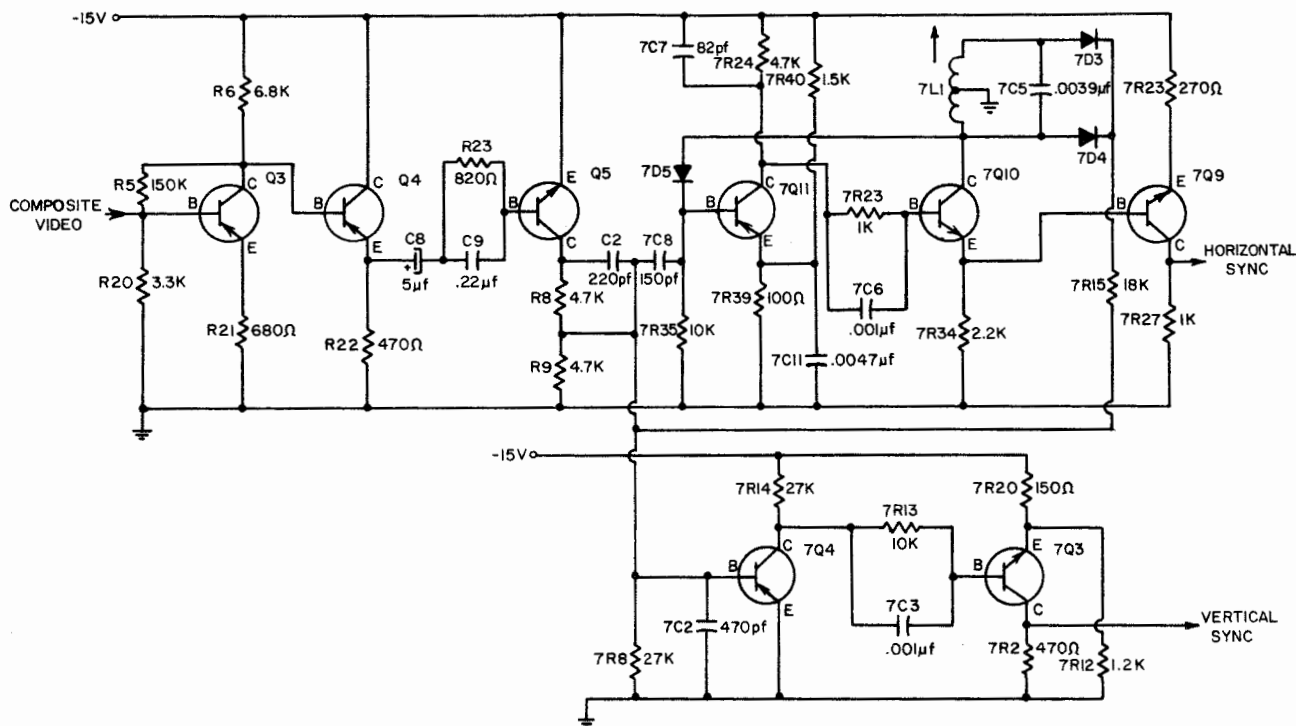 -15V
7C7
82pf
7R24
4.7K
7R40
1.5K
7D3
7L1
7C5
.0039µf
7R23
270Ω
R6
6.8K
7D4
R5
150K
Q3
Q4
R23
820Ω
Q5
7D5
7Q11
7Q10
7Q9
C
B
E
C
B
E
E
B
C
C
B
E
C
B
E
E
B
C
COMPOSITE
VIDEO
7R23
1K
HORIZONTAL
SYNC
C8
+
5µf
C9
.22µf
C2
220pf
7C8
150pf
R20
3.3K
R8
4.7K
7R39
100Ω
7C6
.001µf
7R15
18K
R21
680Ω
R22
470Ω
7R35
10K
7R34
2.2K
7R27
1K
R9
4.7K
7C11
.0047µf
-15V
7R14
27K
7R20
150Ω
7R13
10K
7Q4
7Q3
C
B
E
E
B
C
7C2
470pf
7C3
.001µf
VERTICAL
SYNC
7R8
27K
7R2
470Ω
7R12
1.2K